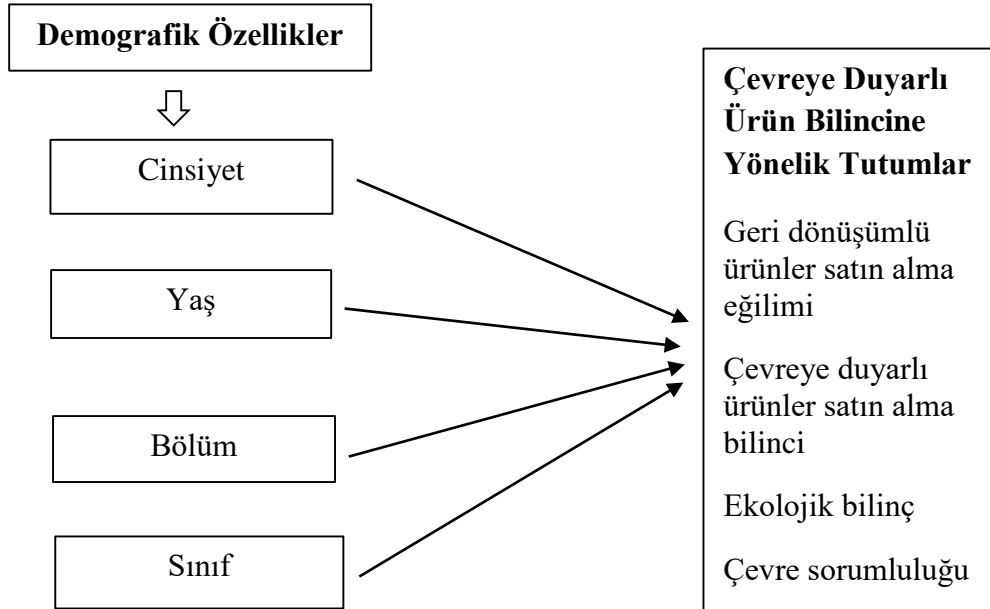 Demografik Özellikler
Cinsiyet
Yaş
Bölüm
Sınıf
Çevreye Duyarlı
Ürün Bilincine
Yönelik Tutumlar
Geri dönüşümlü
ürünler satın alma
eğilimi
Çevreye duyarlı
ürünler satın alma
bilinci
Ekolojik bilinç
Çevre sorumluluğu